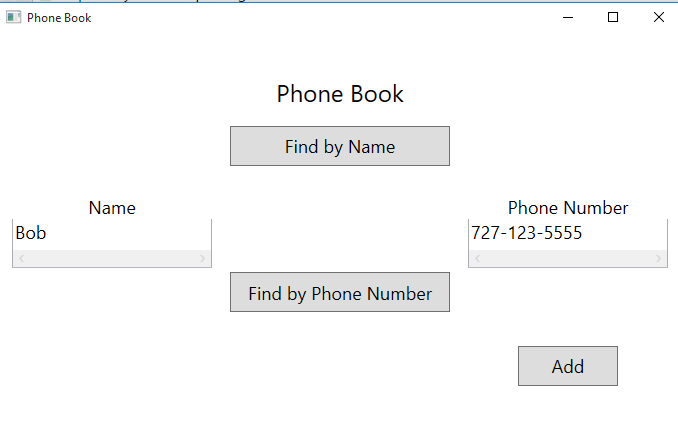 Phone Book
Phone Book
Find by Name
Name
Phone Number
Bob
727-123-5555
Find by Phone Number
Add